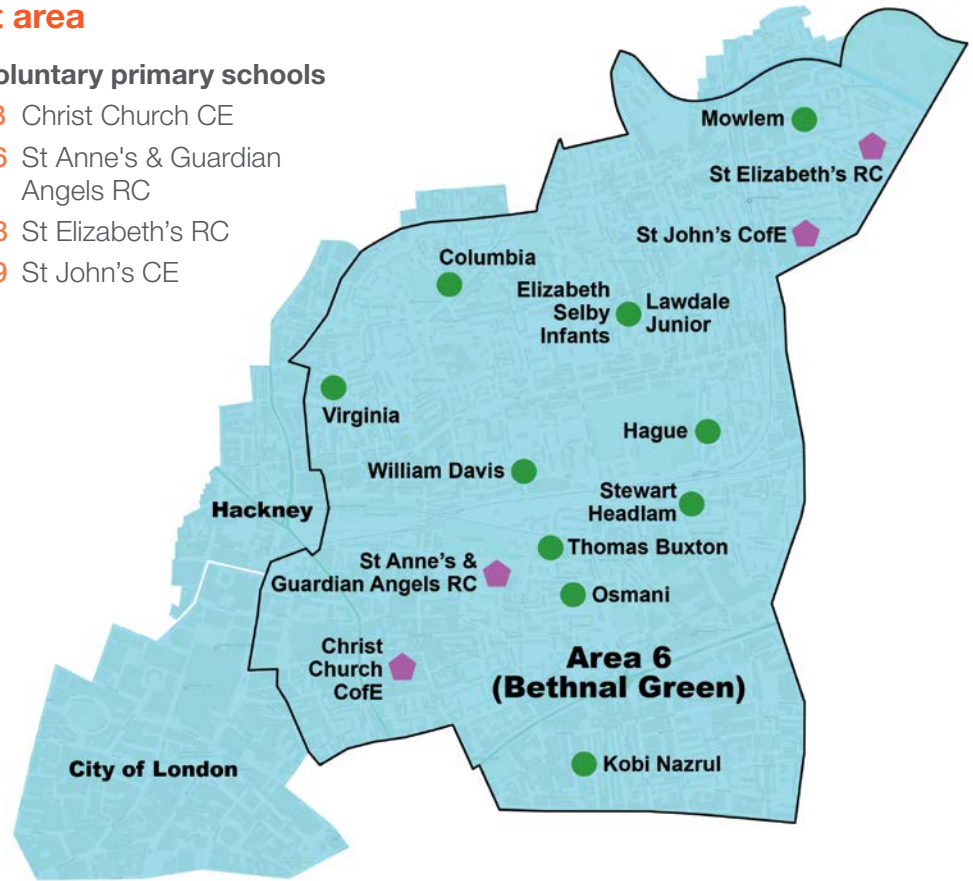 t area
oluntary primary schools
3 Christ Church CE
6 St Anne's & Guardian
Angels RC
3 St Elizabeth's RC
9 St John's CE
Mowlem
St Elizabeth's RC
St John's CofE
Columbia
Elizabeth
Selby
Infants
Lawdale
Junior
Virginia
Hague
William Davis
Stewart
Headlam
Hackney
Thomas Buxton
St Anne's &
Guardian Angels RC
Osmani
Christ
Church
CofE
Area 6
(Bethnal Green)
City of London
Kobi Nazrul